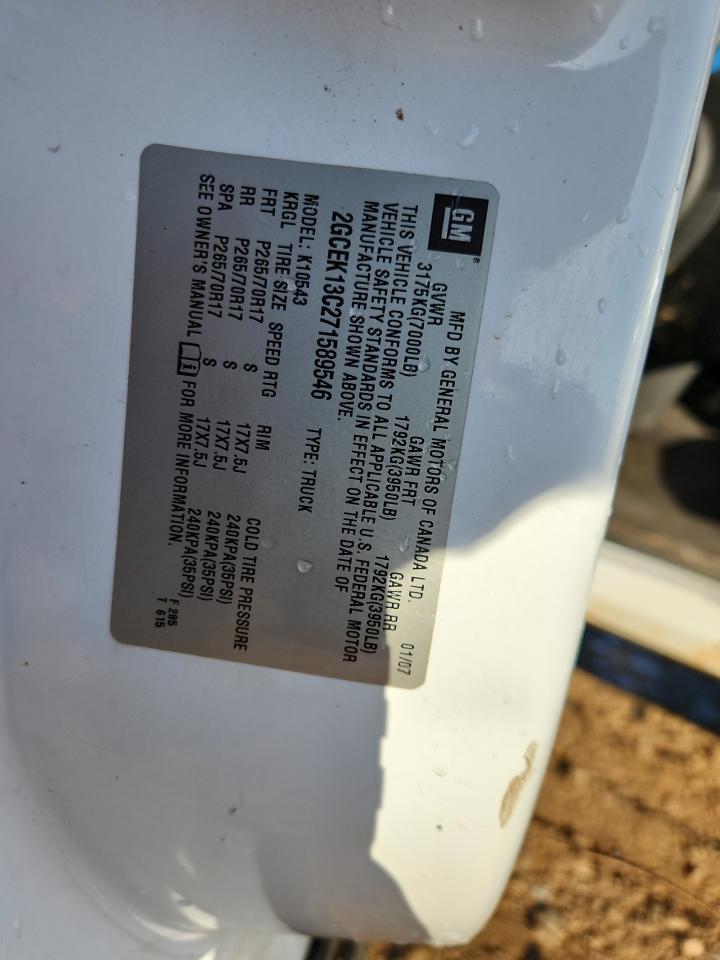 GM®
MFD BY GENERAL MOTORS OF CANADA LTD. 01/07
GVWR GAWR FRT GAWR RR
3175KG(7000LB) 1792KG(3950LB) 1792KG(3950LB)
THIS VEHICLE CONFORMS TO ALL APPLICABLE U.S. FEDERAL MOTOR
VEHICLE SAFETY STANDARDS IN EFFECT ON THE DATE OF
MANUFACTURE SHOWN ABOVE.
2GCEK13C271589546 TYPE: TRUCK
MODEL: K10543
KRGL TIRE SIZE SPEED RTG RIM COLD TIRE PRESSURE
FRT P265/70R17 S 17X7.5J 240KPA(35PSI)
RR P265/70R17 S 17X7.5J 240KPA(35PSI)
SPA P265/70R17 S 17X7.5J 240KPA(35PSI)
SEE OWNER'S MANUAL FOR MORE INFORMATION.
F 285
T 615